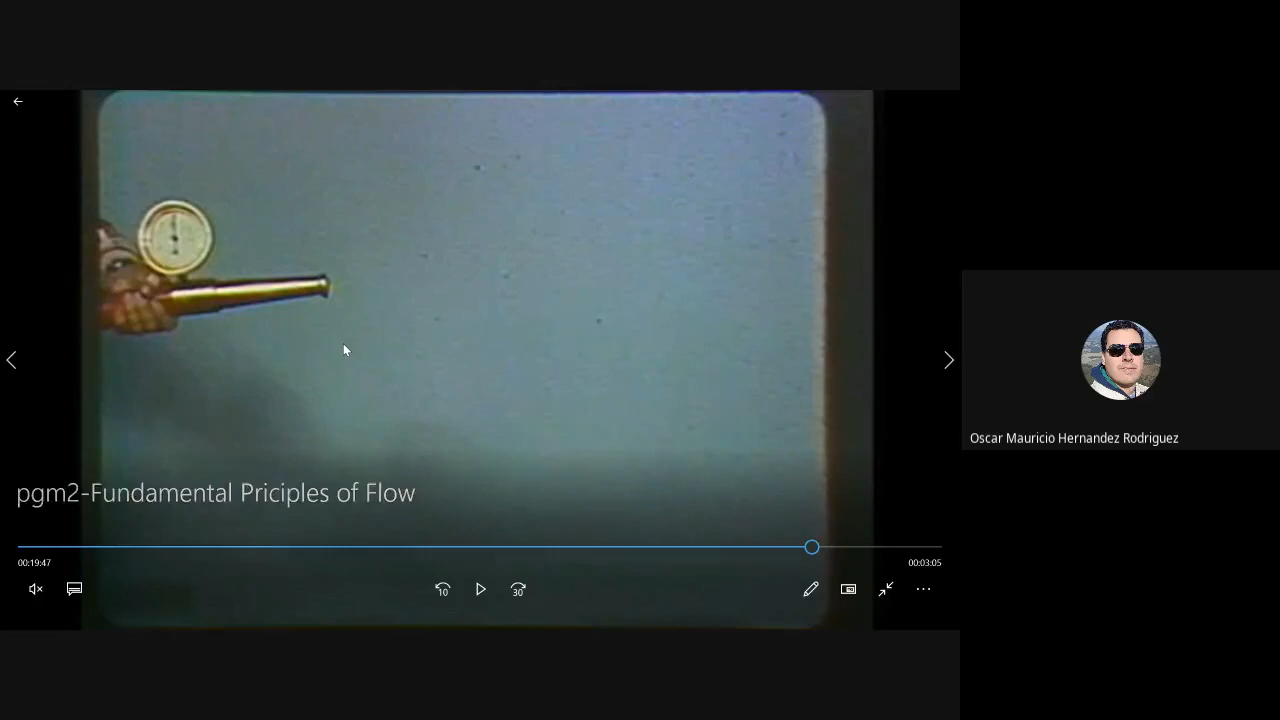 pgm2-Fundamental Priciples of Flow
00:19:47
00:03:05
10
30
Oscar Mauricio Hernandez Rodriguez